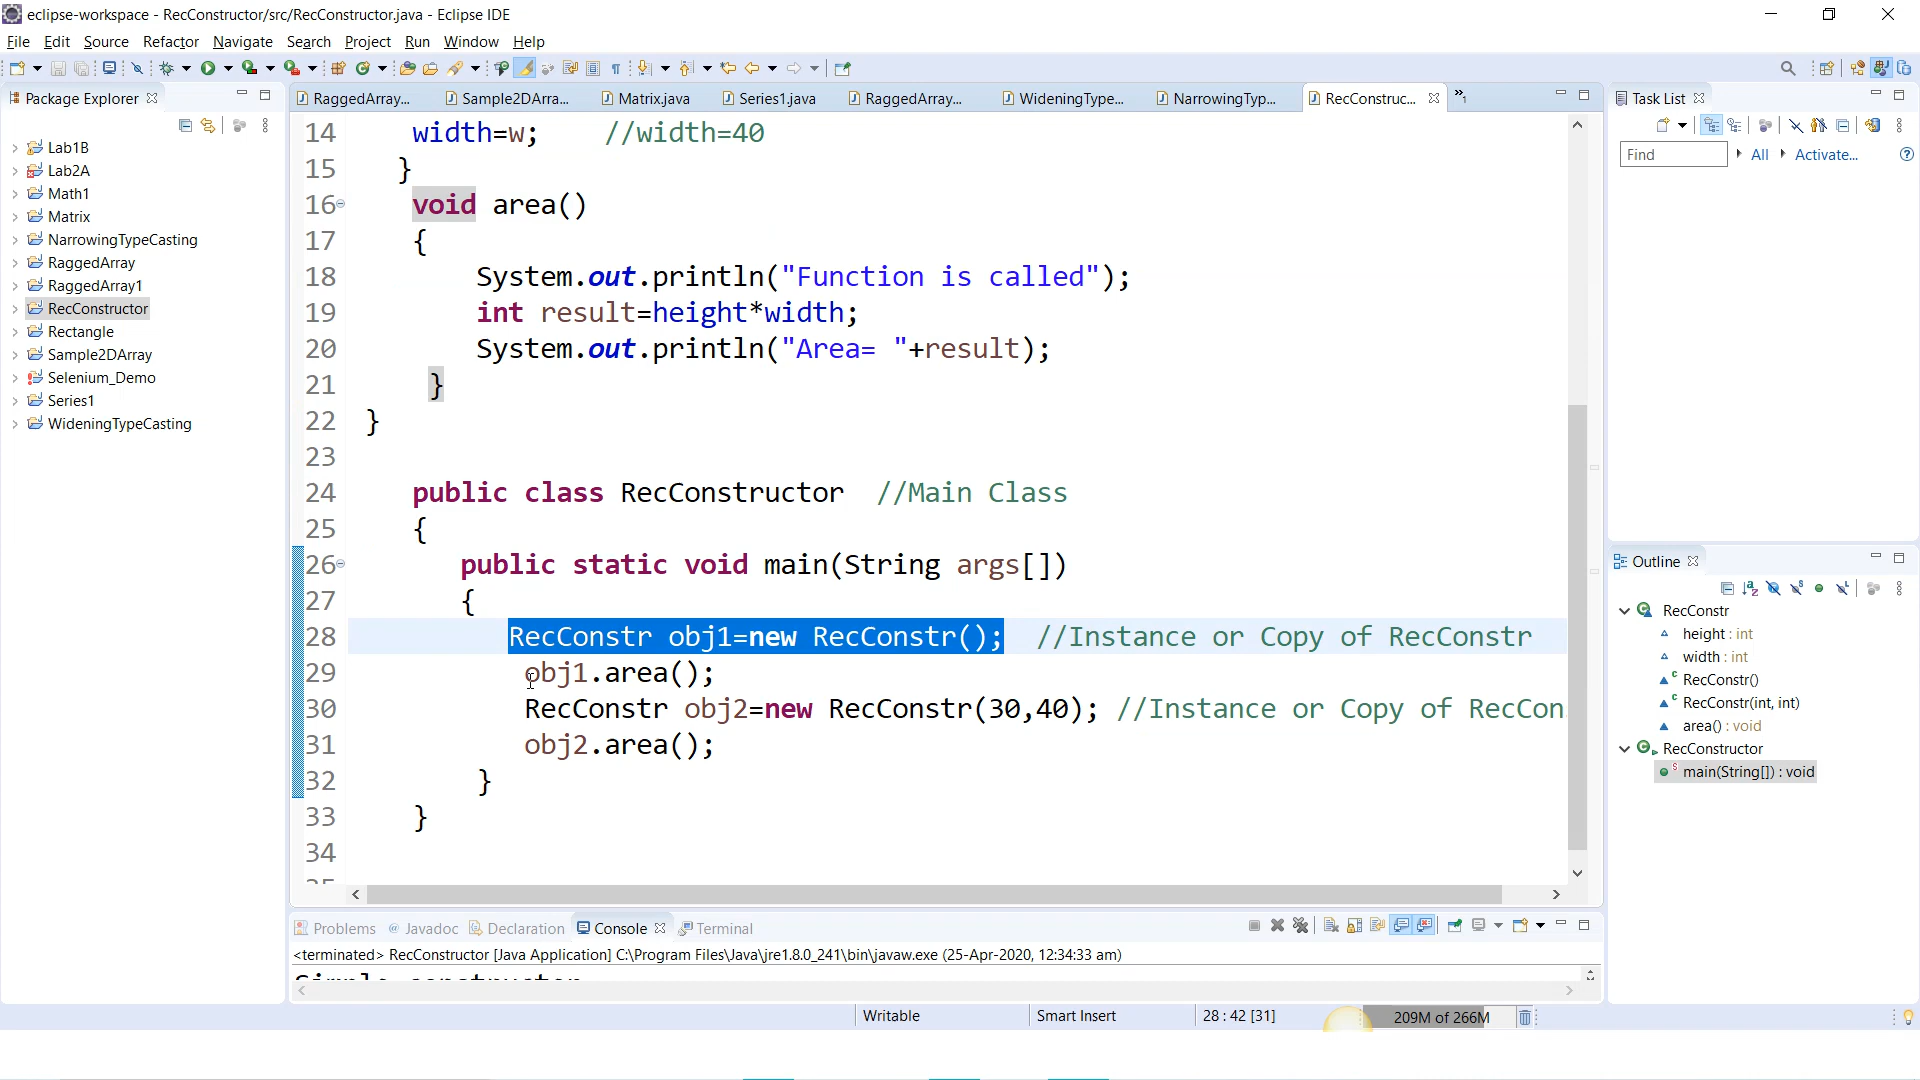 eclipse-workspace - RecConstructor/src/RecConstructor.java - Eclipse IDE
File Edit Source Refactor Navigate Search Project Run Window Help
Package Explorer
Lab1B
Lab2A
Math1
Matrix
NarrowingTypeCasting
RaggedArray
RaggedArray1
RecConstructor
Rectangle
Sample2DArray
Selenium_Demo
Series1
WideningTypeCasting
RaggedArray... Sample2DArra... Matrix.java Series1.java RaggedArray... WideningType... NarrowingTyp... RecConstruc... »1
14 width=w; //width=40
15 }
16 void area()
17 {
18 System.out.println("Function is called");
19 int result=height*width;
20 System.out.println("Area= "+result);
21 }
22 }
23
24 public class RecConstructor //Main Class
25 {
26 public static void main(String args[])
27 {
28 RecConstr obj1=new RecConstr(); //Instance or Copy of RecConstr
29 obj1.area();
30 RecConstr obj2=new RecConstr(30,40); //Instance or Copy of RecCon
31 obj2.area();
32 }
33 }
34
Task List
Find All Activate...
Outline
RecConstr
height : int
width : int
RecConstr()
RecConstr(int, int)
area() : void
RecConstructor
main(String[]) : void
Problems @ Javadoc Declaration Console Terminal
<terminated> RecConstructor [Java Application] C:\Program Files\Java\jre1.8.0_241\bin\javaw.exe (25-Apr-2020, 12:34:33 am)
Writable Smart Insert 28 : 42 [31] 209M of 266M